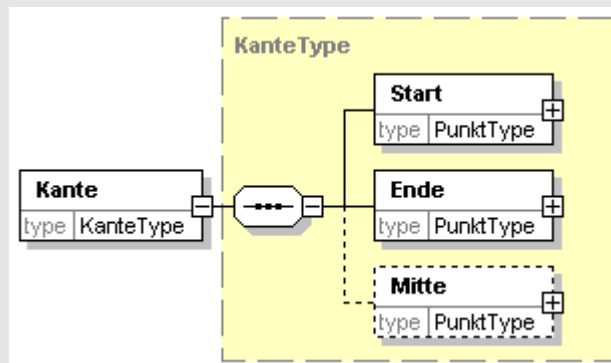 KanteType
Start
type PunktType
Kante
type KanteType
Ende
type PunktType
Mitte
type PunktType